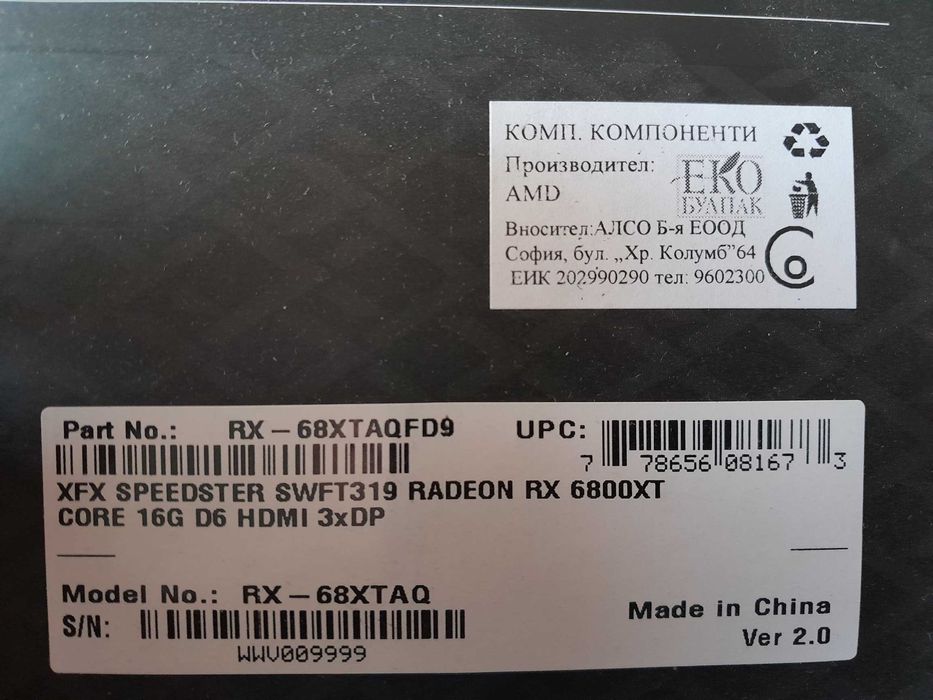 КОМП. КОМПОНЕНТИ
Производител:
AMD
ЕКО
БУЛПАК
Вносител:АЛСО Б-я ЕООД
София, бул. „Хр. Колумб”64
ЕИК 202990290 тел: 9602300
Part No.: RX-68XTAQFD9
UPC: 7 78656 08167 3
XFX SPEEDSTER SWFT319 RADEON RX 6800XT
CORE 16G D6 HDMI 3xDP
Model No.: RX-68XTAQ
S/N:
WWV009999
Made in China
Ver 2.0